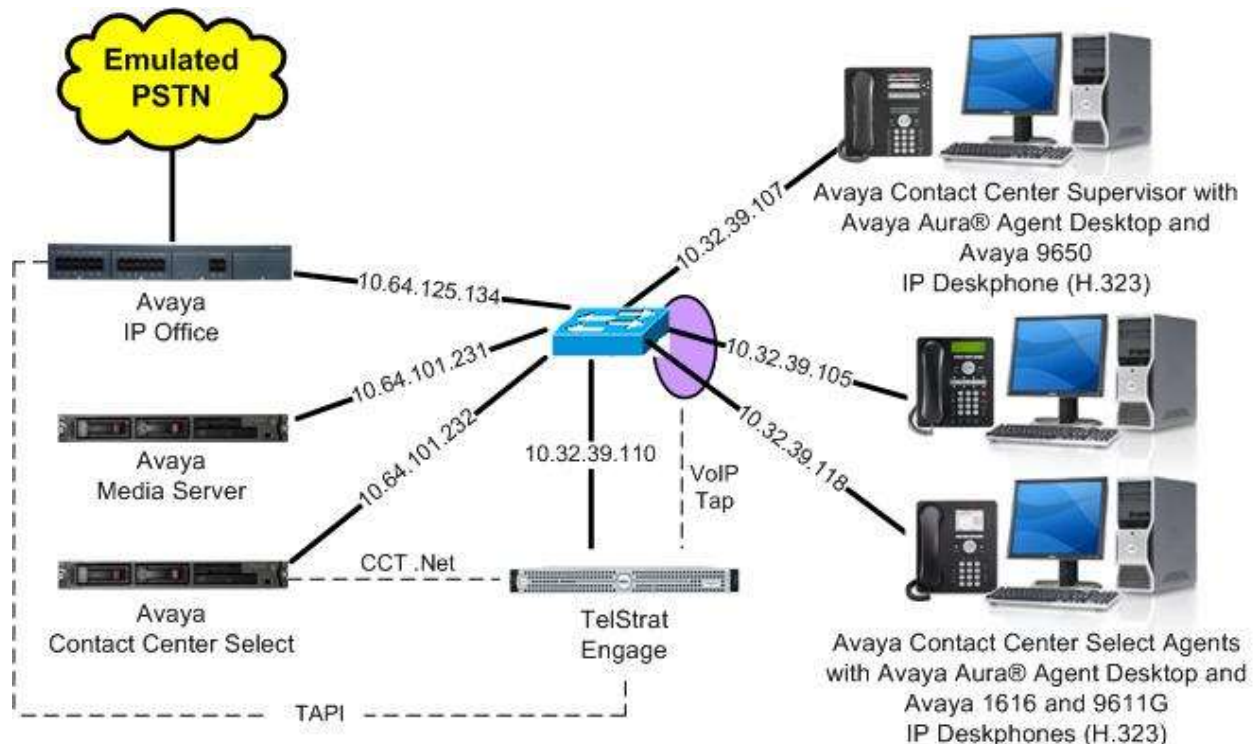 Emulated
PSTN
Avaya
IP Office
Avaya
Media Server
Avaya
Contact Center Select
10.64.125.134
10.64.101.231
10.64.101.232
10.32.39.110
10.32.39.107
10.32.39.105
10.32.39.118
VoIP
Tap
CCT .Net
TelStrat
Engage
TAPI
Avaya Contact Center Supervisor with
Avaya Aura® Agent Desktop and
Avaya 9650
IP Deskphone (H.323)
Avaya Contact Center Select Agents
with Avaya Aura® Agent Desktop and
Avaya 1616 and 9611G
IP Deskphones (H.323)